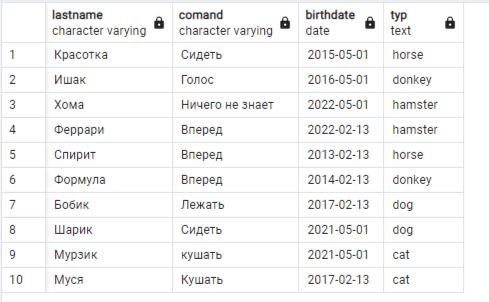 lastname comand birthdate typ
character varying character varying date text
1 Красотка Сидеть 2015-05-01 horse
2 Ишак Голос 2016-05-01 donkey
3 Хома Ничего не знает 2022-05-01 hamster
4 Феррари Вперед 2022-02-13 hamster
5 Спирит Вперед 2013-02-13 horse
6 Формула Вперед 2014-02-13 donkey
7 Бобик Лежать 2017-02-13 dog
8 Шарик Сидеть 2021-05-01 dog
9 Мурзик кушать 2021-05-01 cat
10 Муся Кушать 2017-02-13 cat